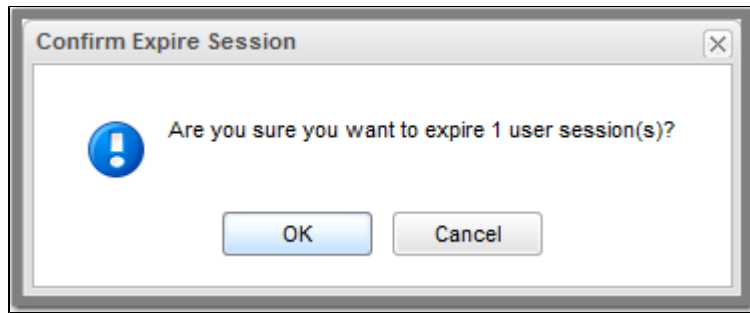 Confirm Expire Session
Are you sure you want to expire 1 user session(s)?
OK
Cancel